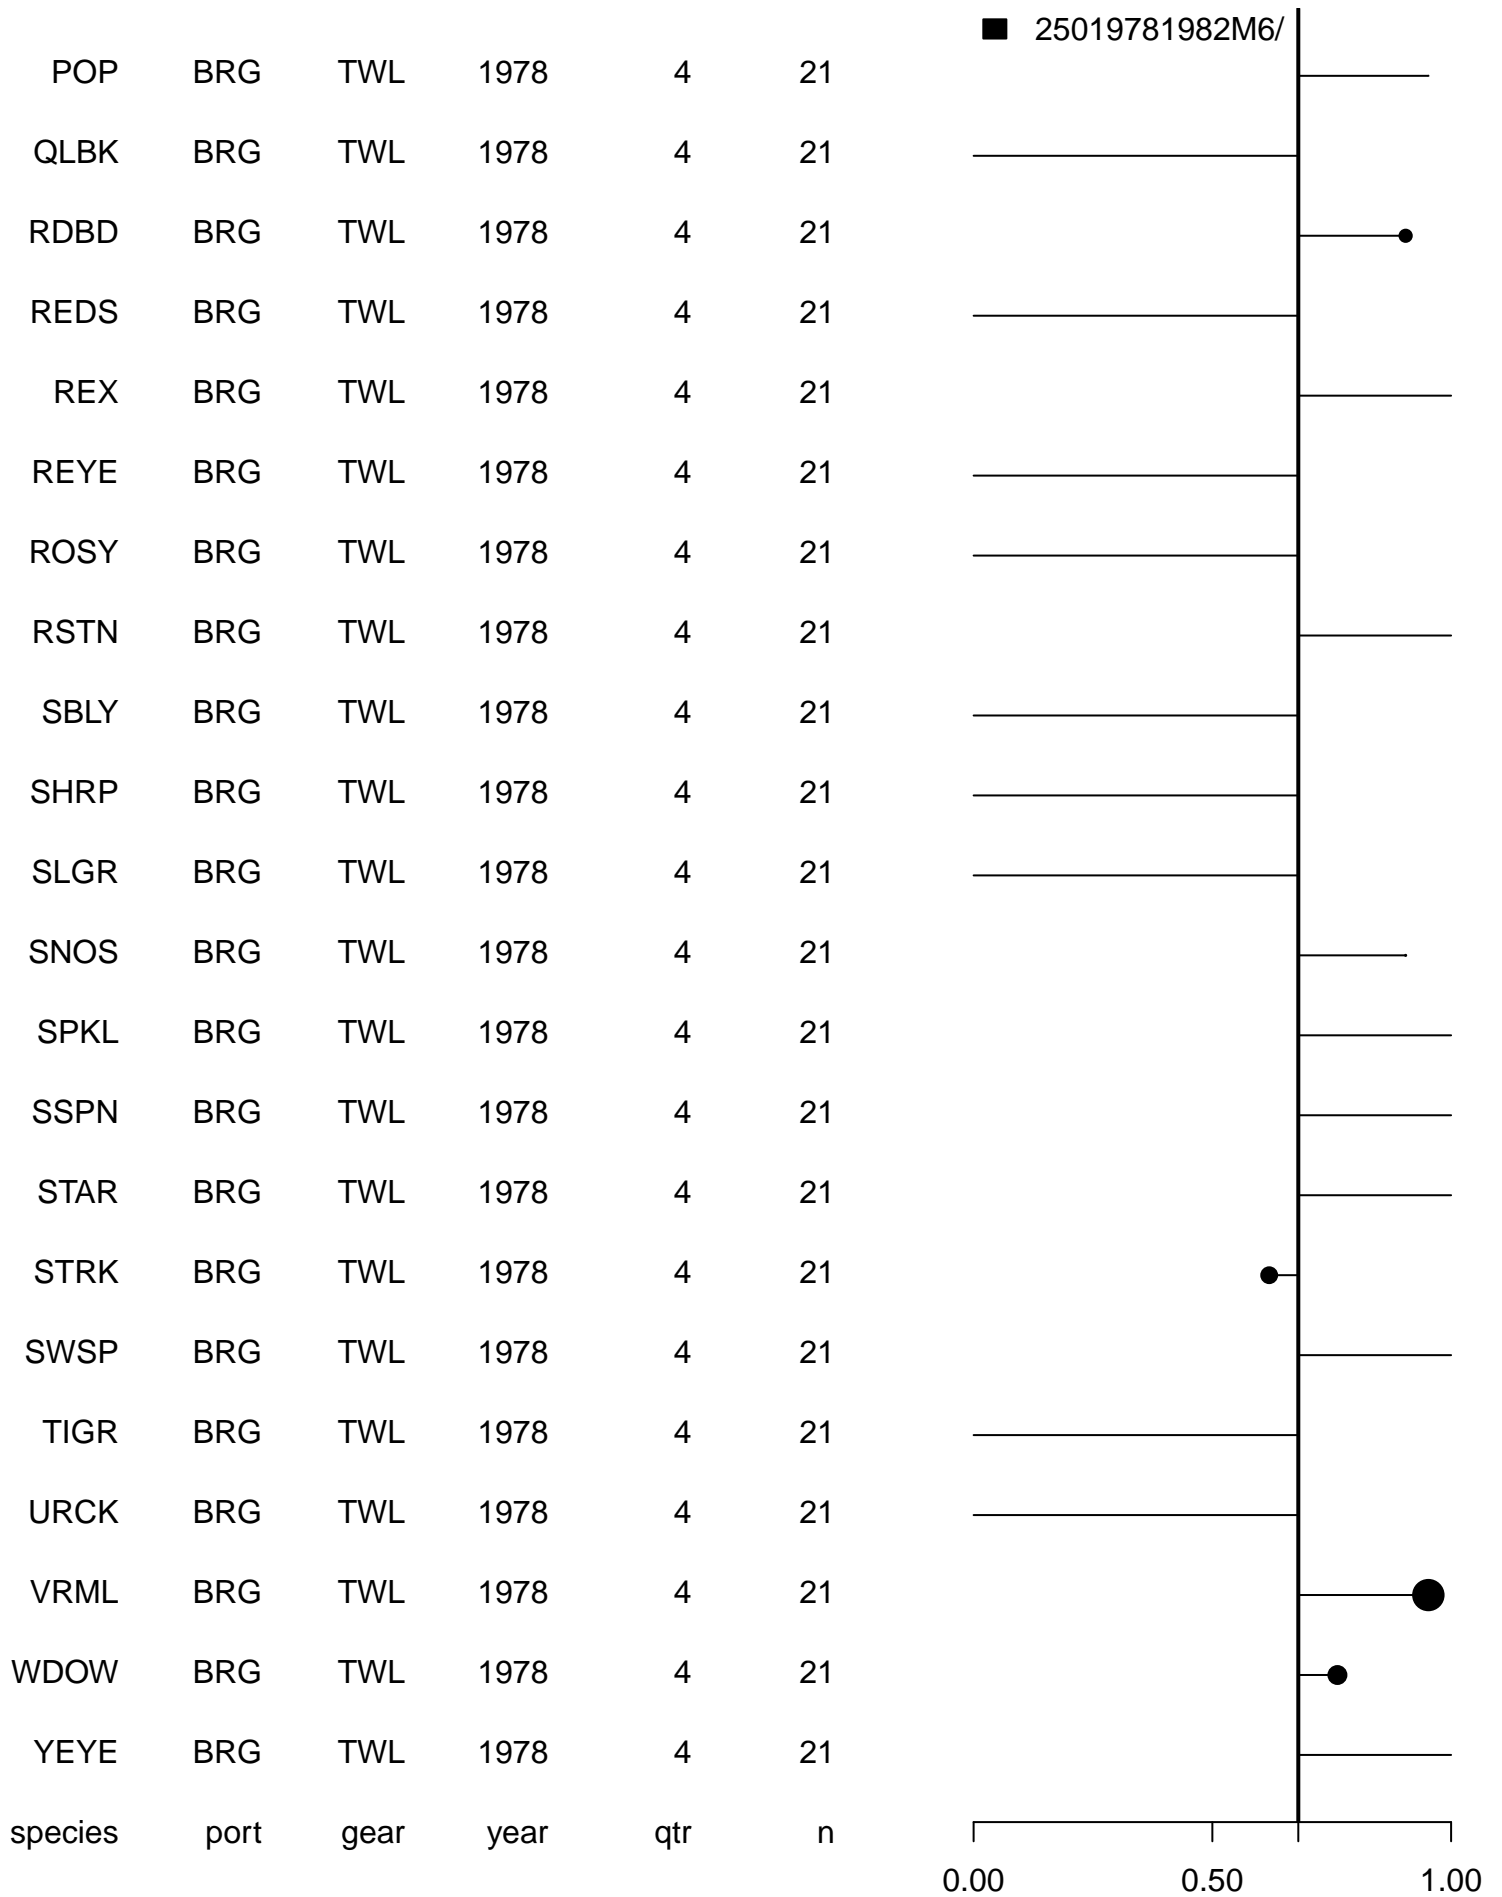 25019781982M6/
POP BRG TWL 1978 4 21
QLBK BRG TWL 1978 4 21
RDBD BRG TWL 1978 4 21
REDS BRG TWL 1978 4 21
REX BRG TWL 1978 4 21
REYE BRG TWL 1978 4 21
ROSY BRG TWL 1978 4 21
RSTN BRG TWL 1978 4 21
SBLY BRG TWL 1978 4 21
SHRP BRG TWL 1978 4 21
SLGR BRG TWL 1978 4 21
SNOS BRG TWL 1978 4 21
SPKL BRG TWL 1978 4 21
SSPN BRG TWL 1978 4 21
STAR BRG TWL 1978 4 21
STRK BRG TWL 1978 4 21
SWSP BRG TWL 1978 4 21
TIGR BRG TWL 1978 4 21
URCK BRG TWL 1978 4 21
VRML BRG TWL 1978 4 21
WDOW BRG TWL 1978 4 21
YEYE BRG TWL 1978 4 21
species port gear year qtr n
0.00 0.50 1.00